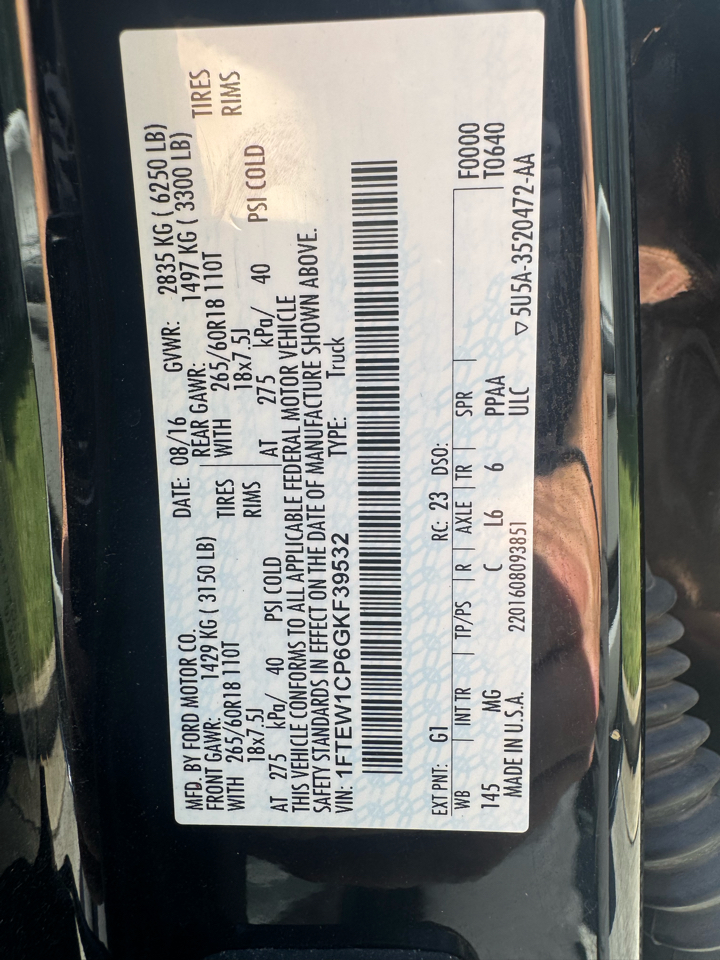 MFD. BY FORD MOTOR CO. DATE: 08/16 GVWR: 2835 KG ( 6250 LB)
FRONT GAWR: 1429 KG ( 3150 LB) REAR GAWR: 1497 KG ( 3300 LB)
WITH 265/60R18 110T TIRES WITH 265/60R18 110T TIRES
18x7.5J RIMS 18x7.5J RIMS
AT 275 kPa/ 40 PSI COLD AT 275 kPa/ 40 PSI COLD
THIS VEHICLE CONFORMS TO ALL APPLICABLE FEDERAL MOTOR VEHICLE
SAFETY STANDARDS IN EFFECT ON THE DATE OF MANUFACTURE SHOWN ABOVE.
VIN: 1FTEW1CP6GKF39532 TYPE: Truck
EXT PNT: G1 RC: 23 DSO: F0000
WB INT TR TP/PS R AXLE TR SPR T0640
145 MG C L6 6 PPAA
MADE IN U.S.A. 2201608093851 ULC ▽5U5A-3520472-AA